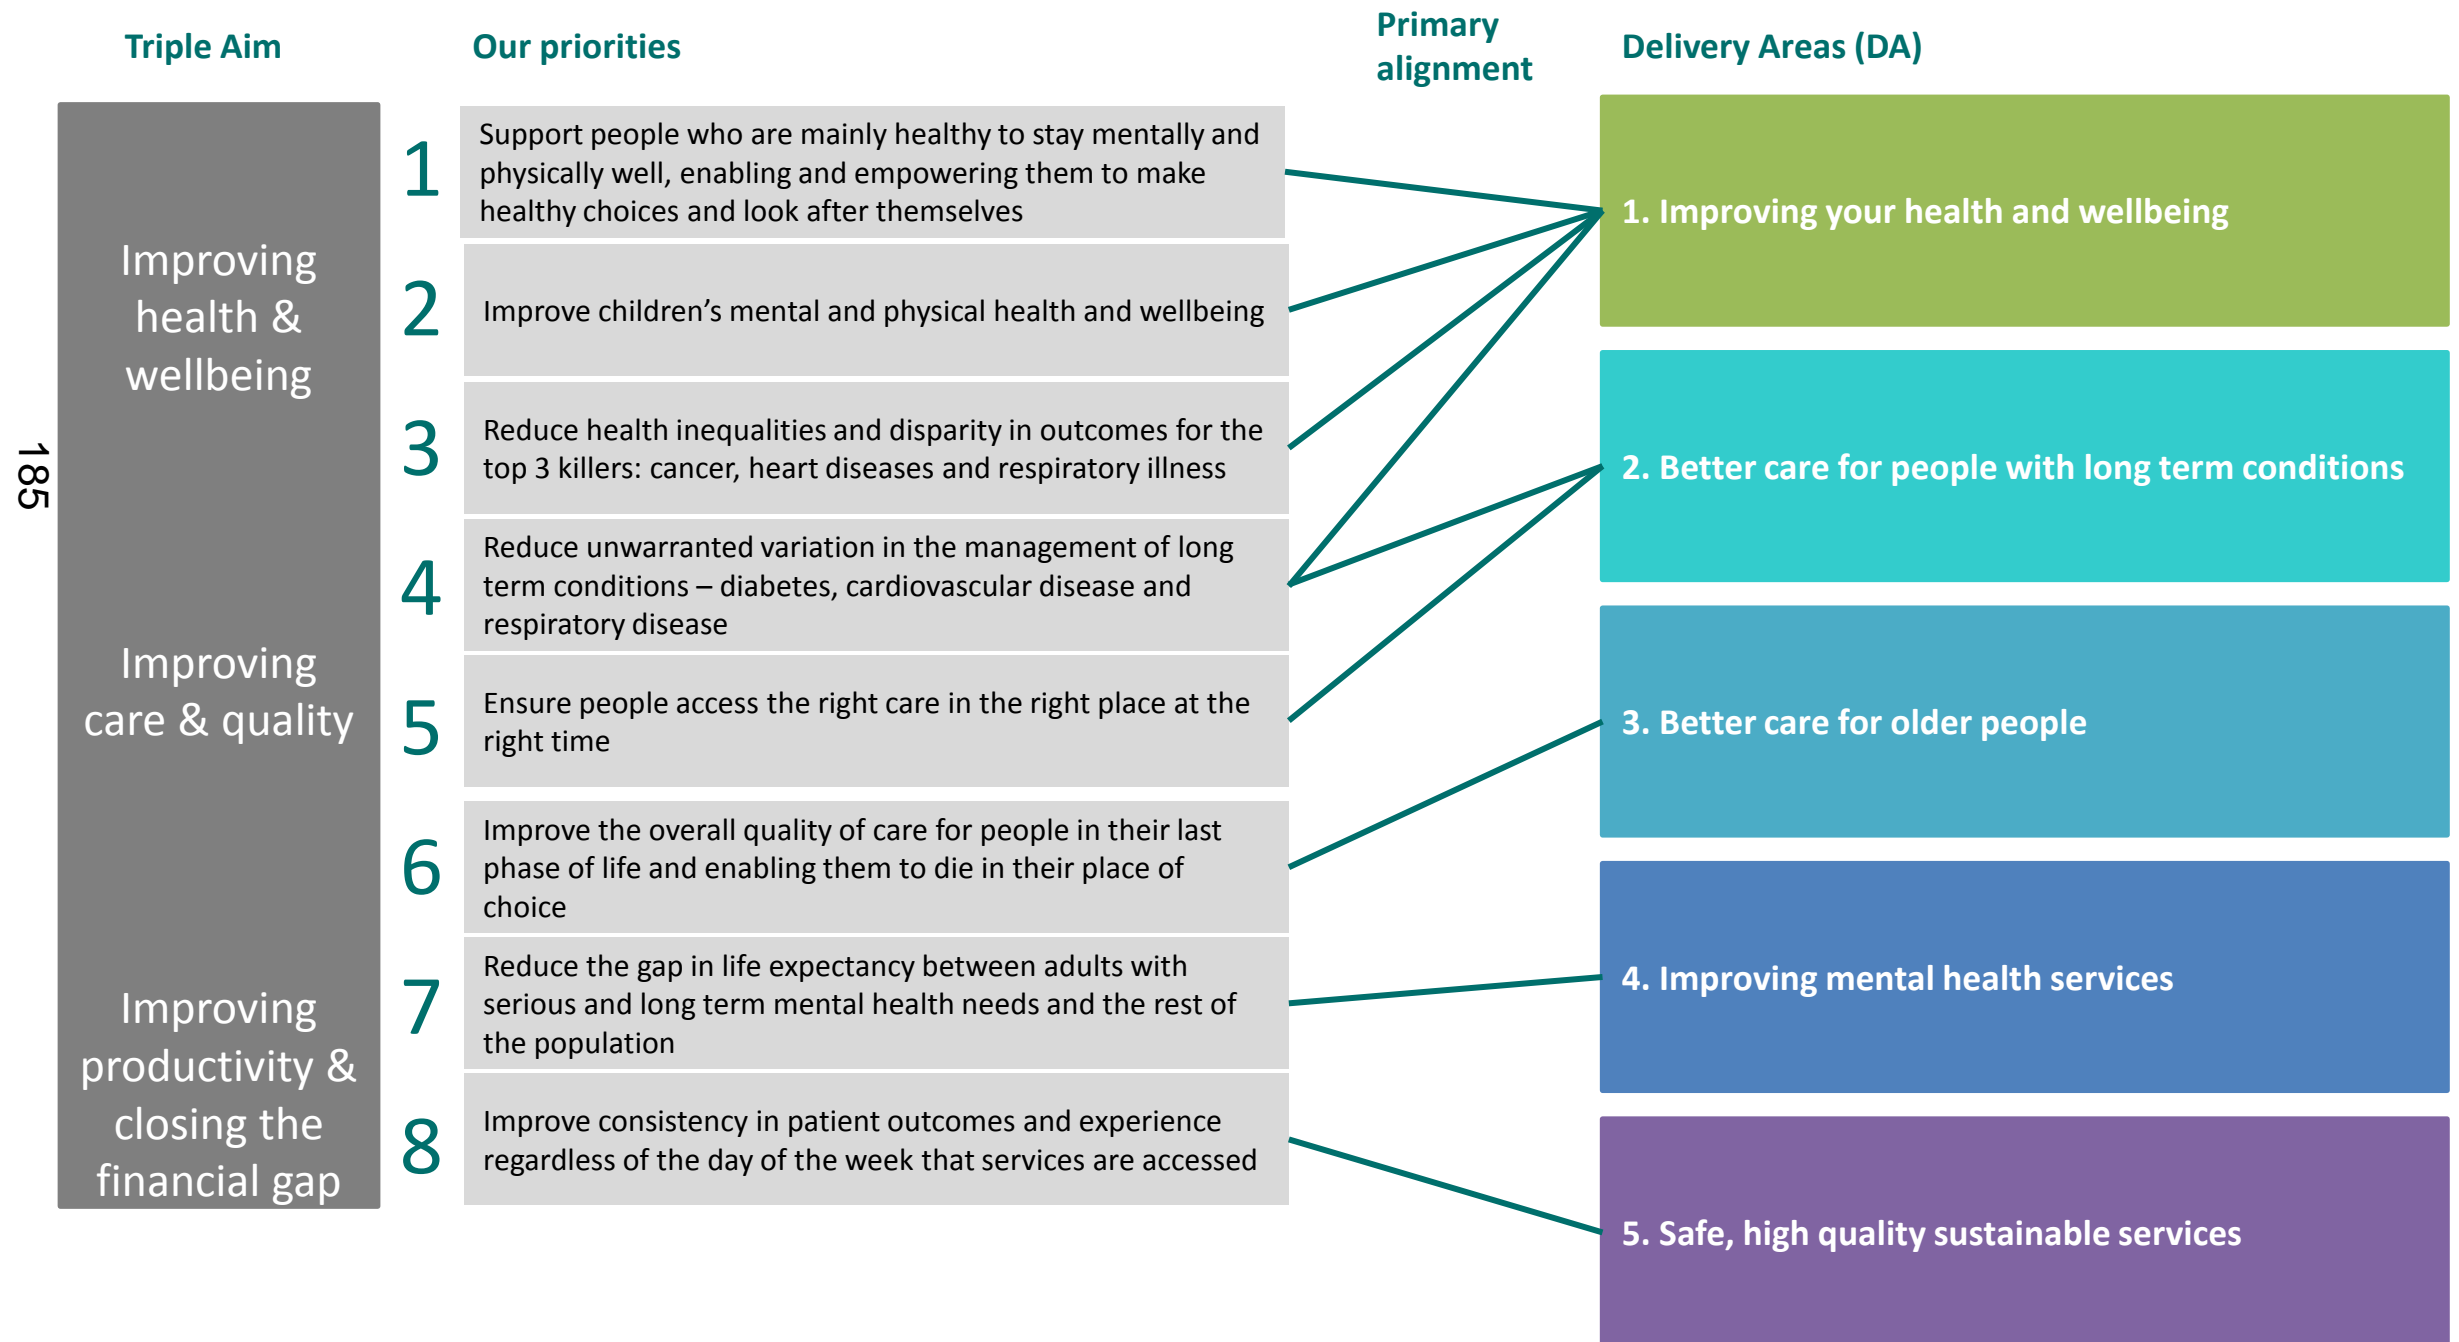 Triple Aim
Our priorities
Primary
alignment
Delivery Areas (DA)
185
Improving
health &
wellbeing
Improving
care & quality
Improving
productivity &
closing the
financial gap
1
Support people who are mainly healthy to stay mentally and
physically well, enabling and empowering them to make
healthy choices and look after themselves
2
Improve children’s mental and physical health and wellbeing
3
Reduce health inequalities and disparity in outcomes for the
top 3 killers: cancer, heart diseases and respiratory illness
4
Reduce unwarranted variation in the management of long
term conditions – diabetes, cardiovascular disease and
respiratory disease
5
Ensure people access the right care in the right place at the
right time
6
Improve the overall quality of care for people in their last
phase of life and enabling them to die in their place of
choice
7
Reduce the gap in life expectancy between adults with
serious and long term mental health needs and the rest of
the population
8
Improve consistency in patient outcomes and experience
regardless of the day of the week that services are accessed
1. Improving your health and wellbeing
2. Better care for people with long term conditions
3. Better care for older people
4. Improving mental health services
5. Safe, high quality sustainable services